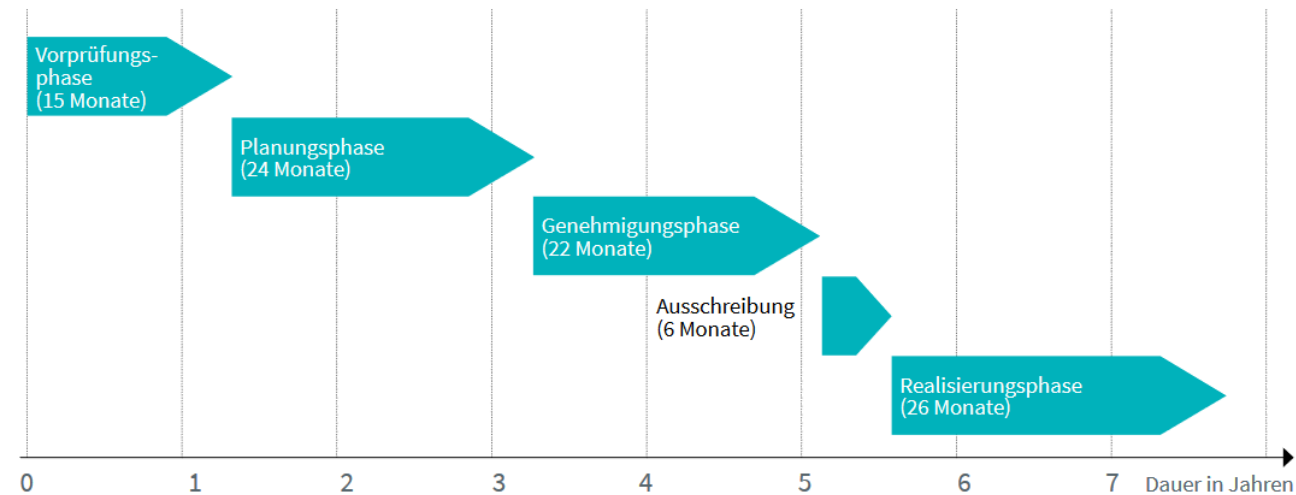 Vorprüfungs-
phase
(15 Monate)
Planungsphase
(24 Monate)
Genehmigungsphase
(22 Monate)
Ausschreibung
(6 Monate)
Realisierungsphase
(26 Monate)
0 1 2 3 4 5 6 7 Dauer in Jahren